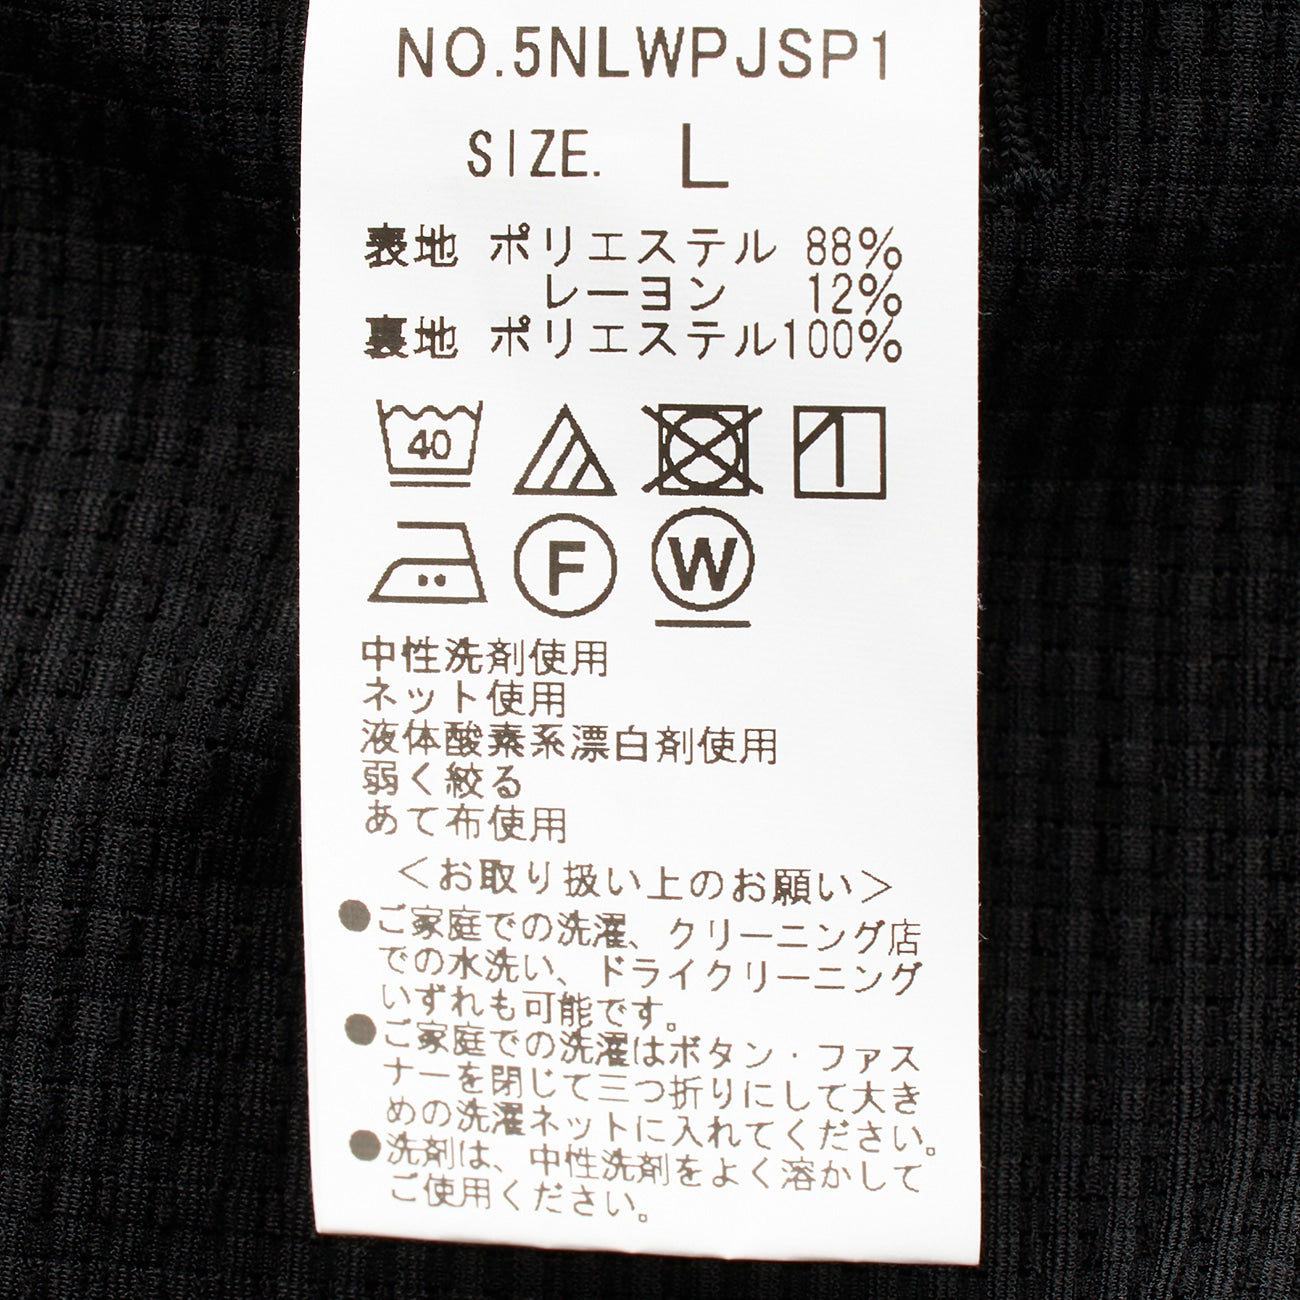 NO.5NLWPJSP1
SIZE. L
表地 ポリエステル 88%
レーヨン 12%
裏地 ポリエステル100%
40
F W
中性洗剤使用
ネット使用
液体酸素系漂白剤使用
弱く絞る
あて布使用
＜お取り扱い上のお願い＞
●ご家庭での洗濯、クリーニング店
での水洗い、ドライクリーニング
いずれも可能です。
●ご家庭での洗濯はボタン・ファス
ナーを閉じて三つ折りにして大き
めの洗濯ネットに入れてください。
●洗剤は、中性洗剤をよく溶かして
ご使用ください。